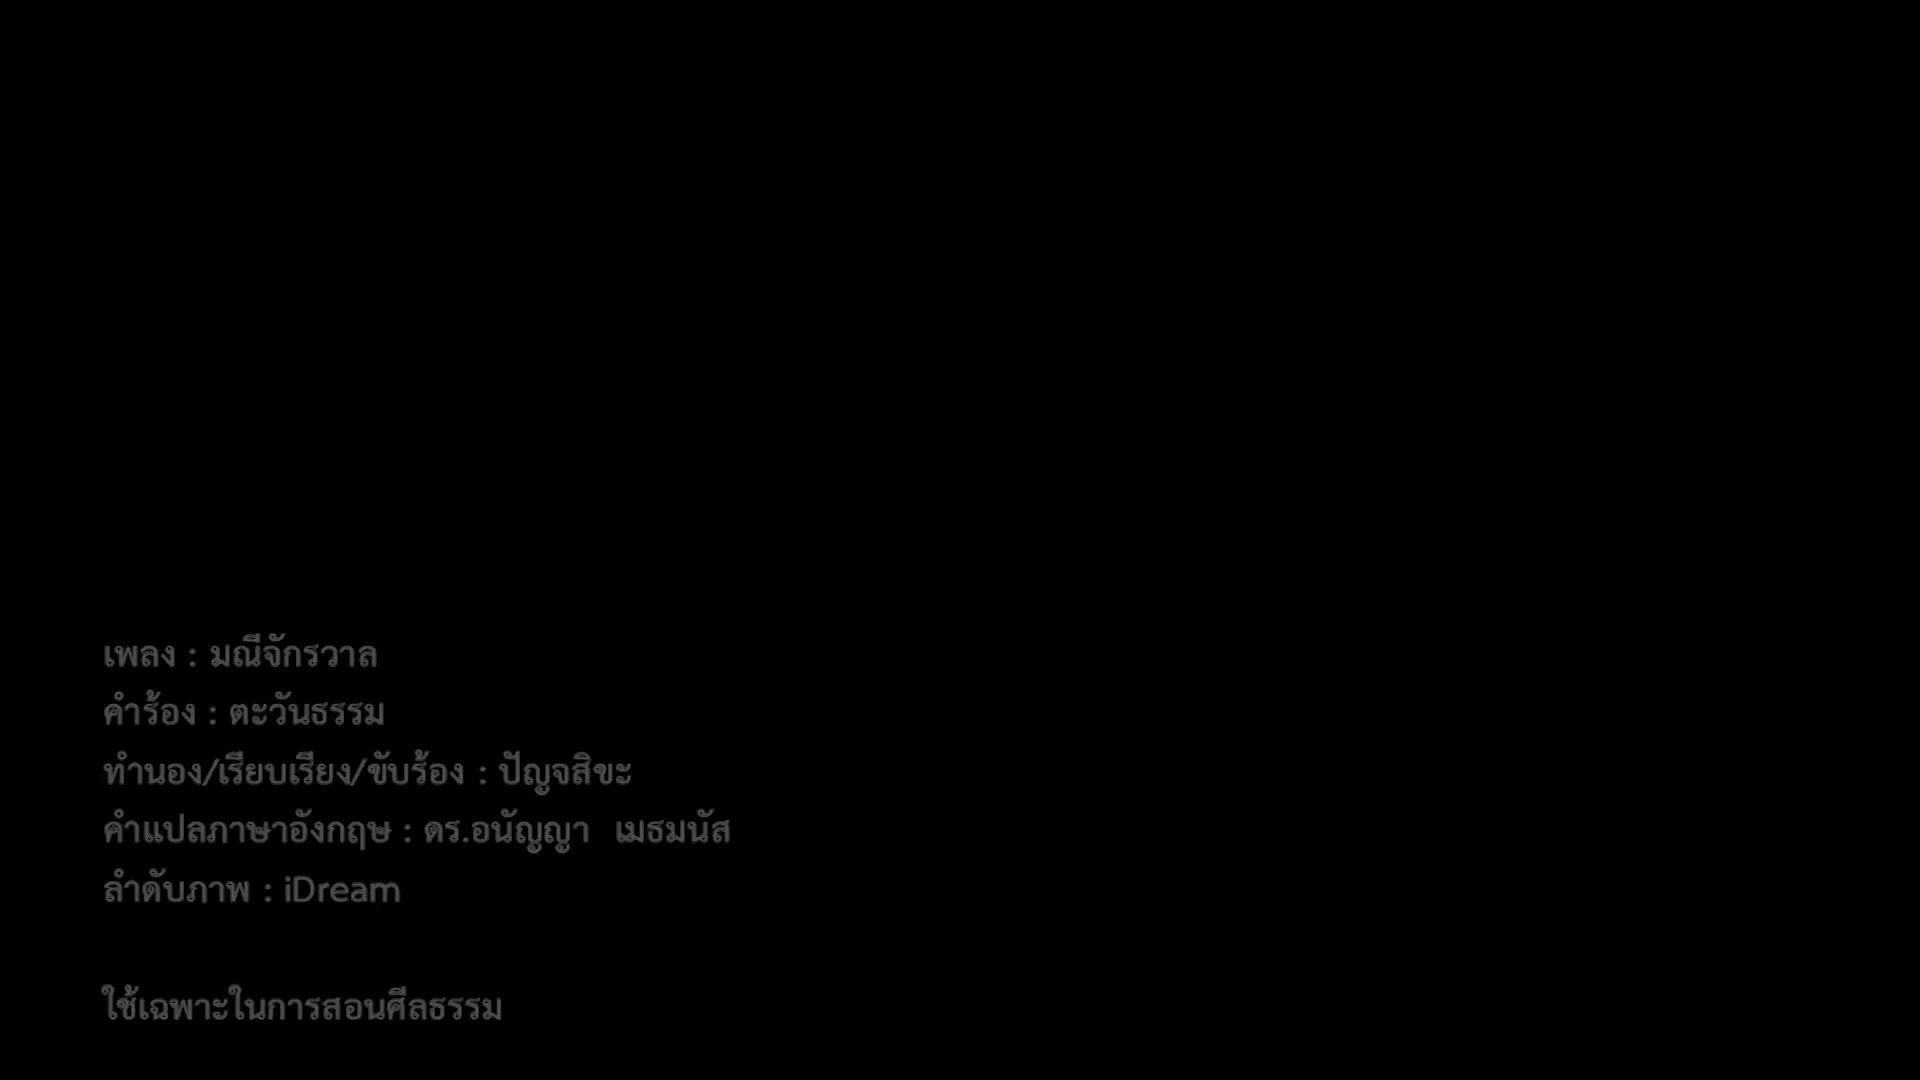 เพลง : มณีจักรวาล
คำร้อง : ตะวันธรรม
ทำนอง/เรียบเรียง/ขับร้อง : ปัญจสิขะ
คำแปลภาษาอังกฤษ : ดร.อนัญญา เมธมนัส
ลำดับภาพ : iDream
ใช้เฉพาะในการสอนศีลธรรม